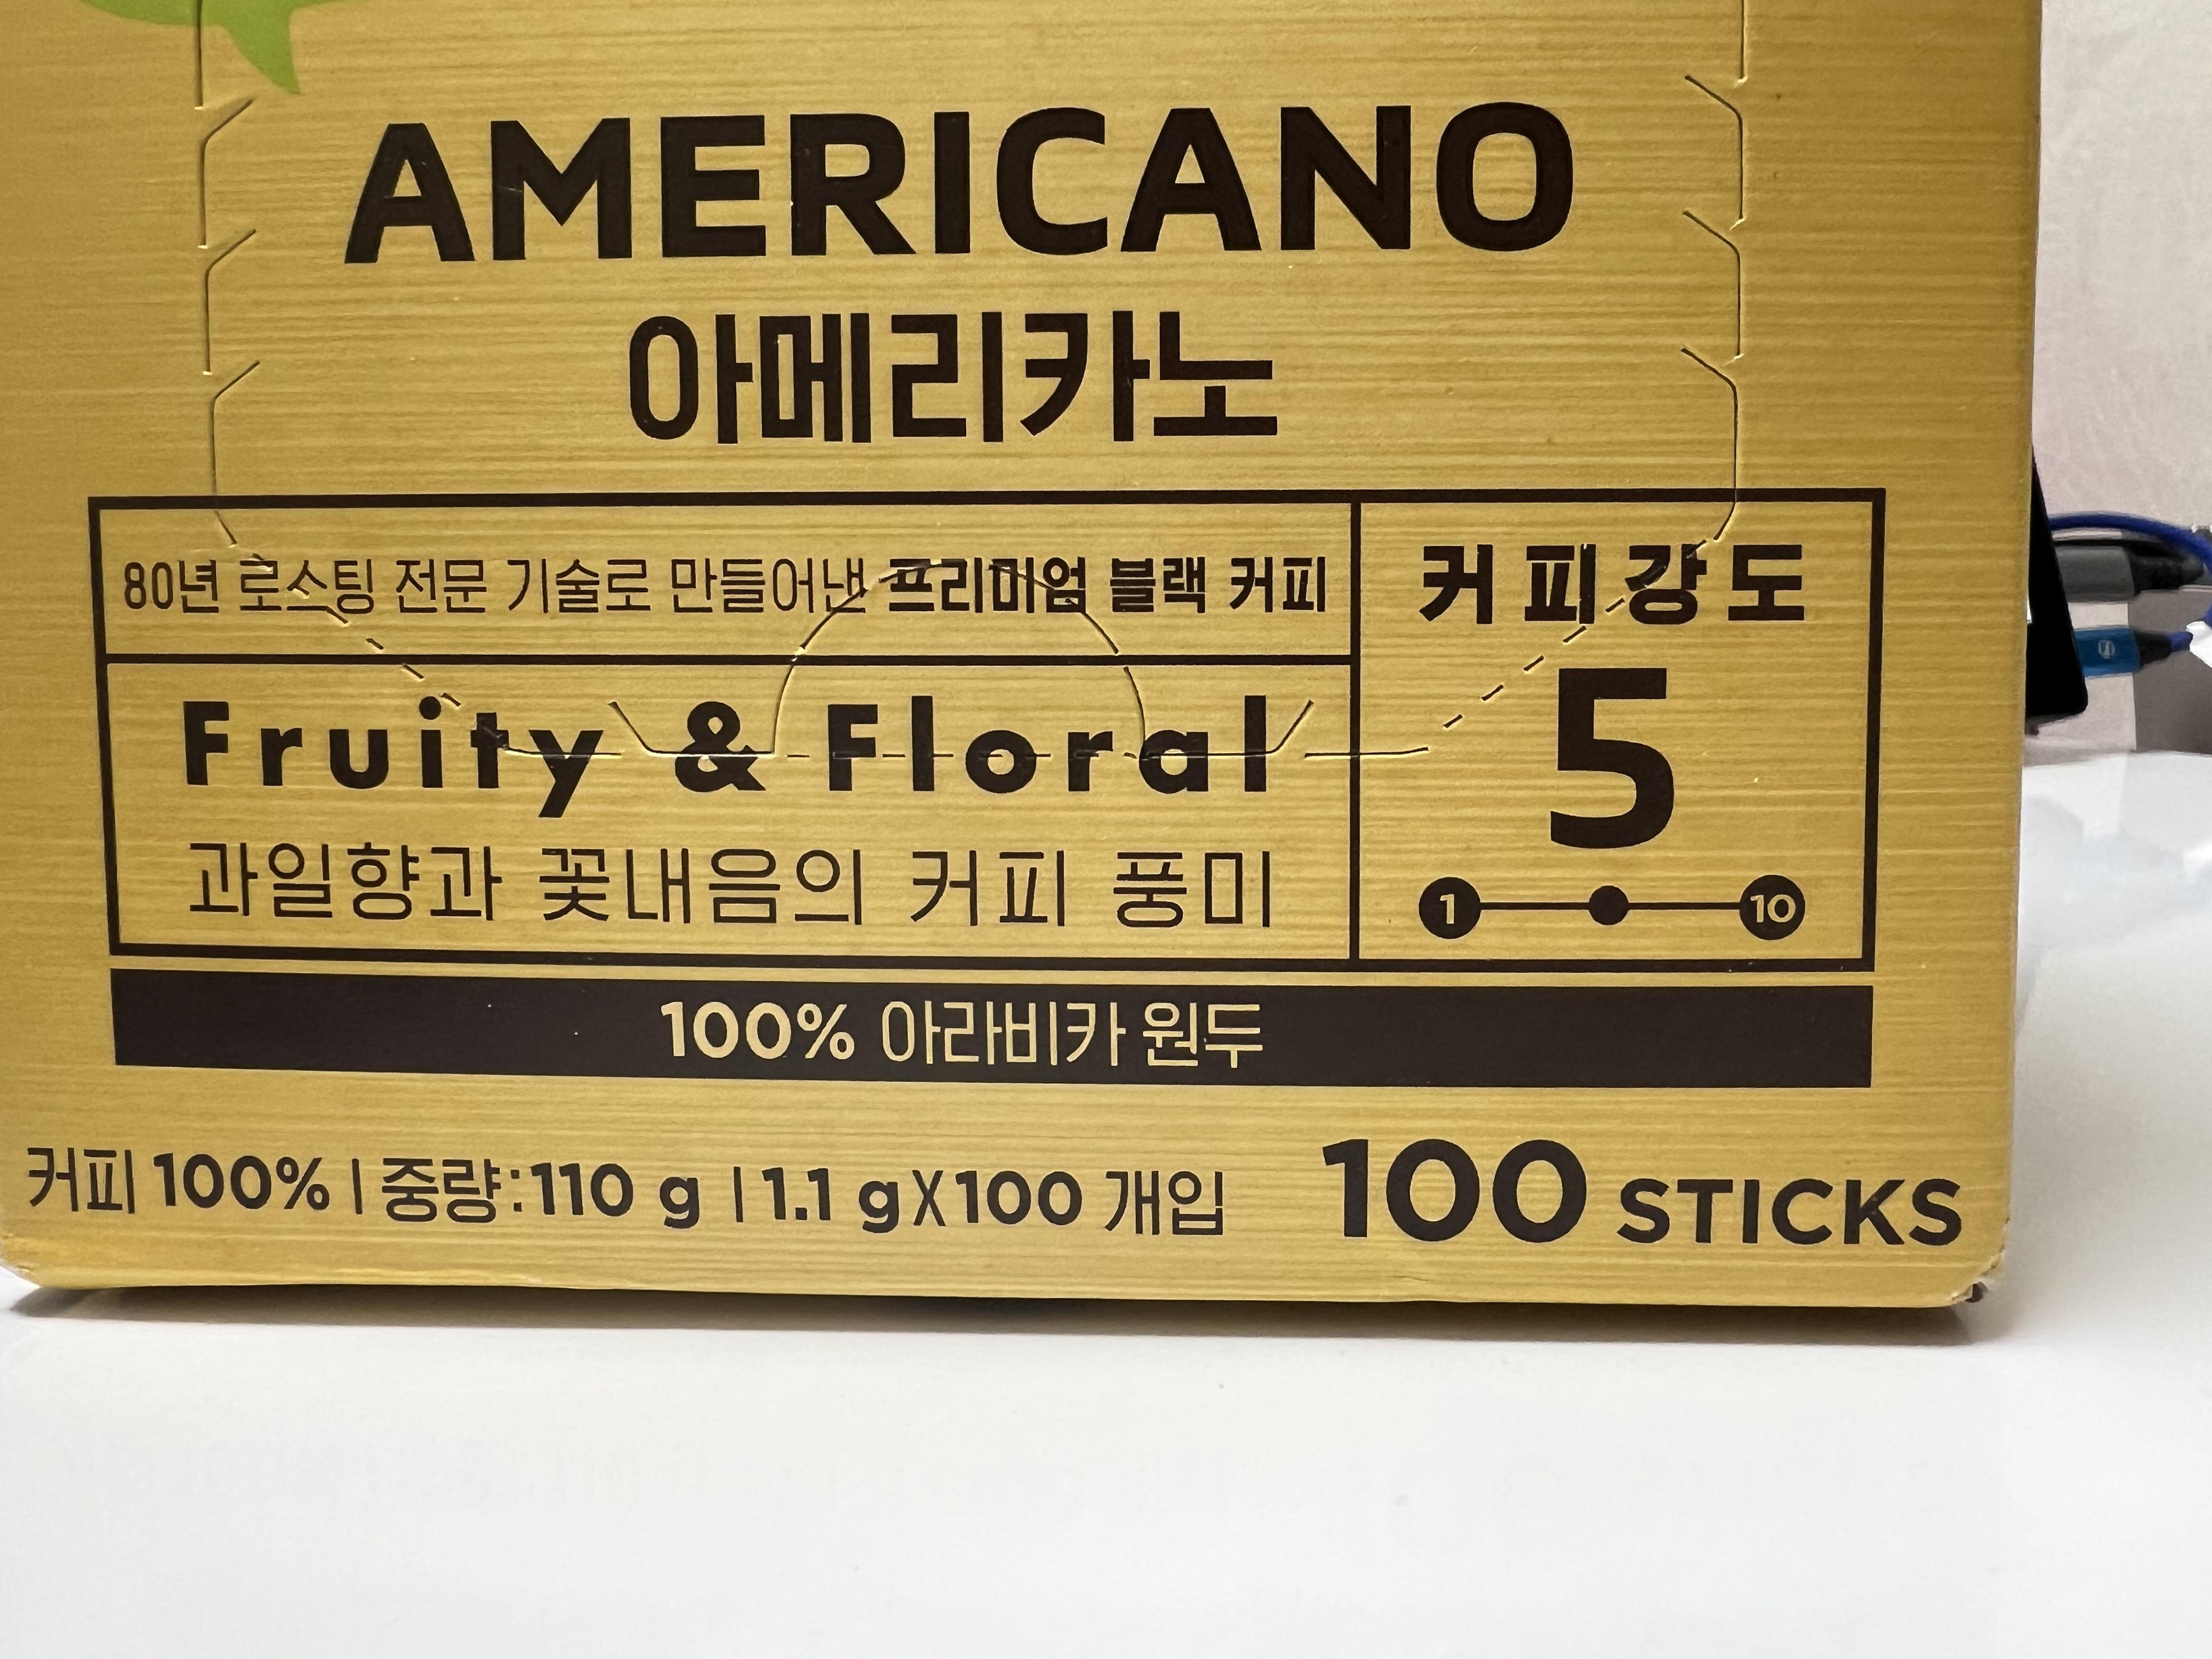 AMERICANO
아메리카노
80년 로스팅 전문 기술로 만들어낸 프리미엄 블랙 커피
Fruity & Floral
과일향과 꽃내음의 커피 풍미
커피강도
5
1 10
100% 아라비카 원두
커피 100% | 중량:110 g | 1.1 gX100 개입
100 STICKS